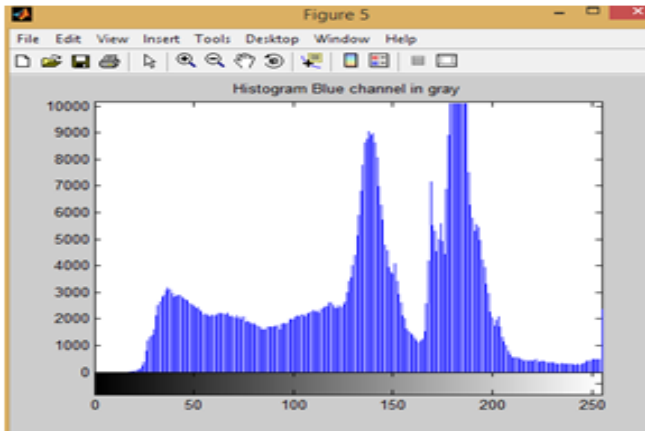 Figure 5
File Edit View Insert Tools Desktop Window Help
Histogram Blue channel in gray
10000
9000
8000
7000
6000
5000
4000
3000
2000
1000
0
0 50 100 150 200 250